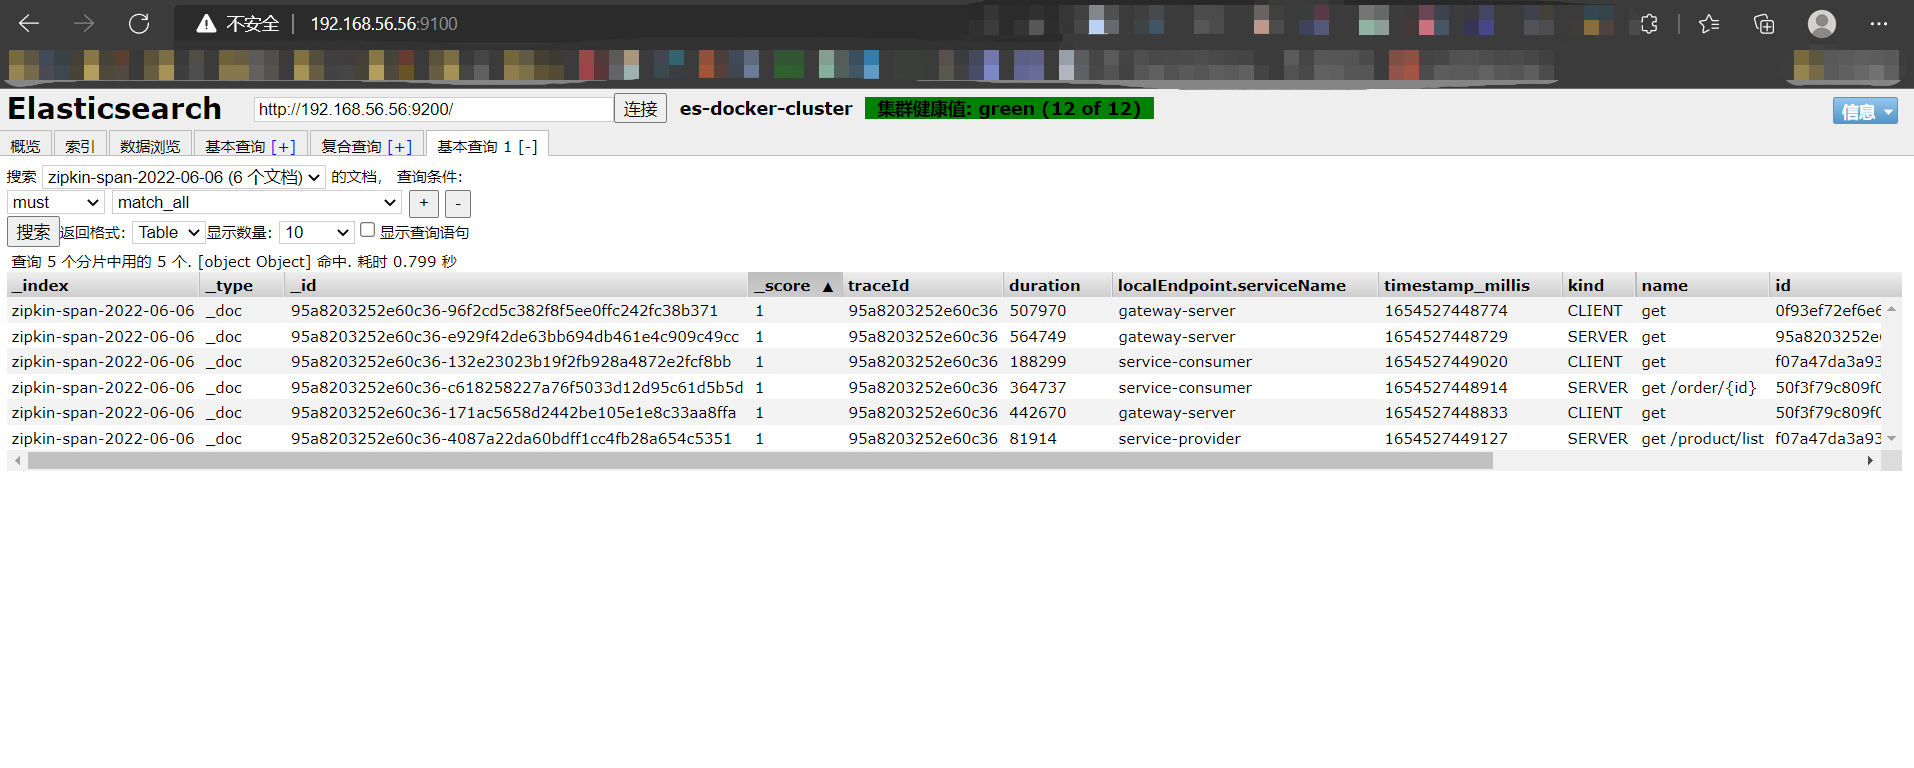 不安全 192.168.56.56:9100
Elasticsearch http://192.168.56.56:9200/ 连接 es-docker-cluster 集群健康值: green (12 of 12) 信息
概览 索引 数据浏览 基本查询 [+] 复合查询 [+] 基本查询 1 [-]
搜索 zipkin-span-2022-06-06 (6 个文档) 的文档， 查询条件：
must match_all + -
搜索 返回格式： Table 显示数量： 10 显示查询语句
查询 5 个分片中用的 5 个. [object Object] 命中. 耗时 0.799 秒
_index _type _id _score ▲ traceId duration localEndpoint.serviceName timestamp_millis kind name id
zipkin-span-2022-06-06 _doc 95a8203252e60c36-96f2cd5c382f8f5ee0ffc242fc38b371 1 95a8203252e60c36 507970 gateway-server 1654527448774 CLIENT get 0f93ef72ef6e6
zipkin-span-2022-06-06 _doc 95a8203252e60c36-e929f42de63bb694db461e4c909c49cc 1 95a8203252e60c36 564749 gateway-server 1654527448729 SERVER get 95a8203252e6
zipkin-span-2022-06-06 _doc 95a8203252e60c36-132e23023b19f2fb928a4872e2fcf8bb 1 95a8203252e60c36 188299 service-consumer 1654527449020 CLIENT get f07a47da3a93
zipkin-span-2022-06-06 _doc 95a8203252e60c36-c618258227a76f5033d12d95c61d5b5d 1 95a8203252e60c36 364737 service-consumer 1654527448914 SERVER get /order/{id} 50f3f79c809f0
zipkin-span-2022-06-06 _doc 95a8203252e60c36-171ac5658d2442be105e1e8c33aa8ffa 1 95a8203252e60c36 442670 gateway-server 1654527448833 CLIENT get 50f3f79c809f0
zipkin-span-2022-06-06 _doc 95a8203252e60c36-4087a22da60bdff1cc4fb28a654c5351 1 95a8203252e60c36 81914 service-provider 1654527449127 SERVER get /product/list f07a47da3a93